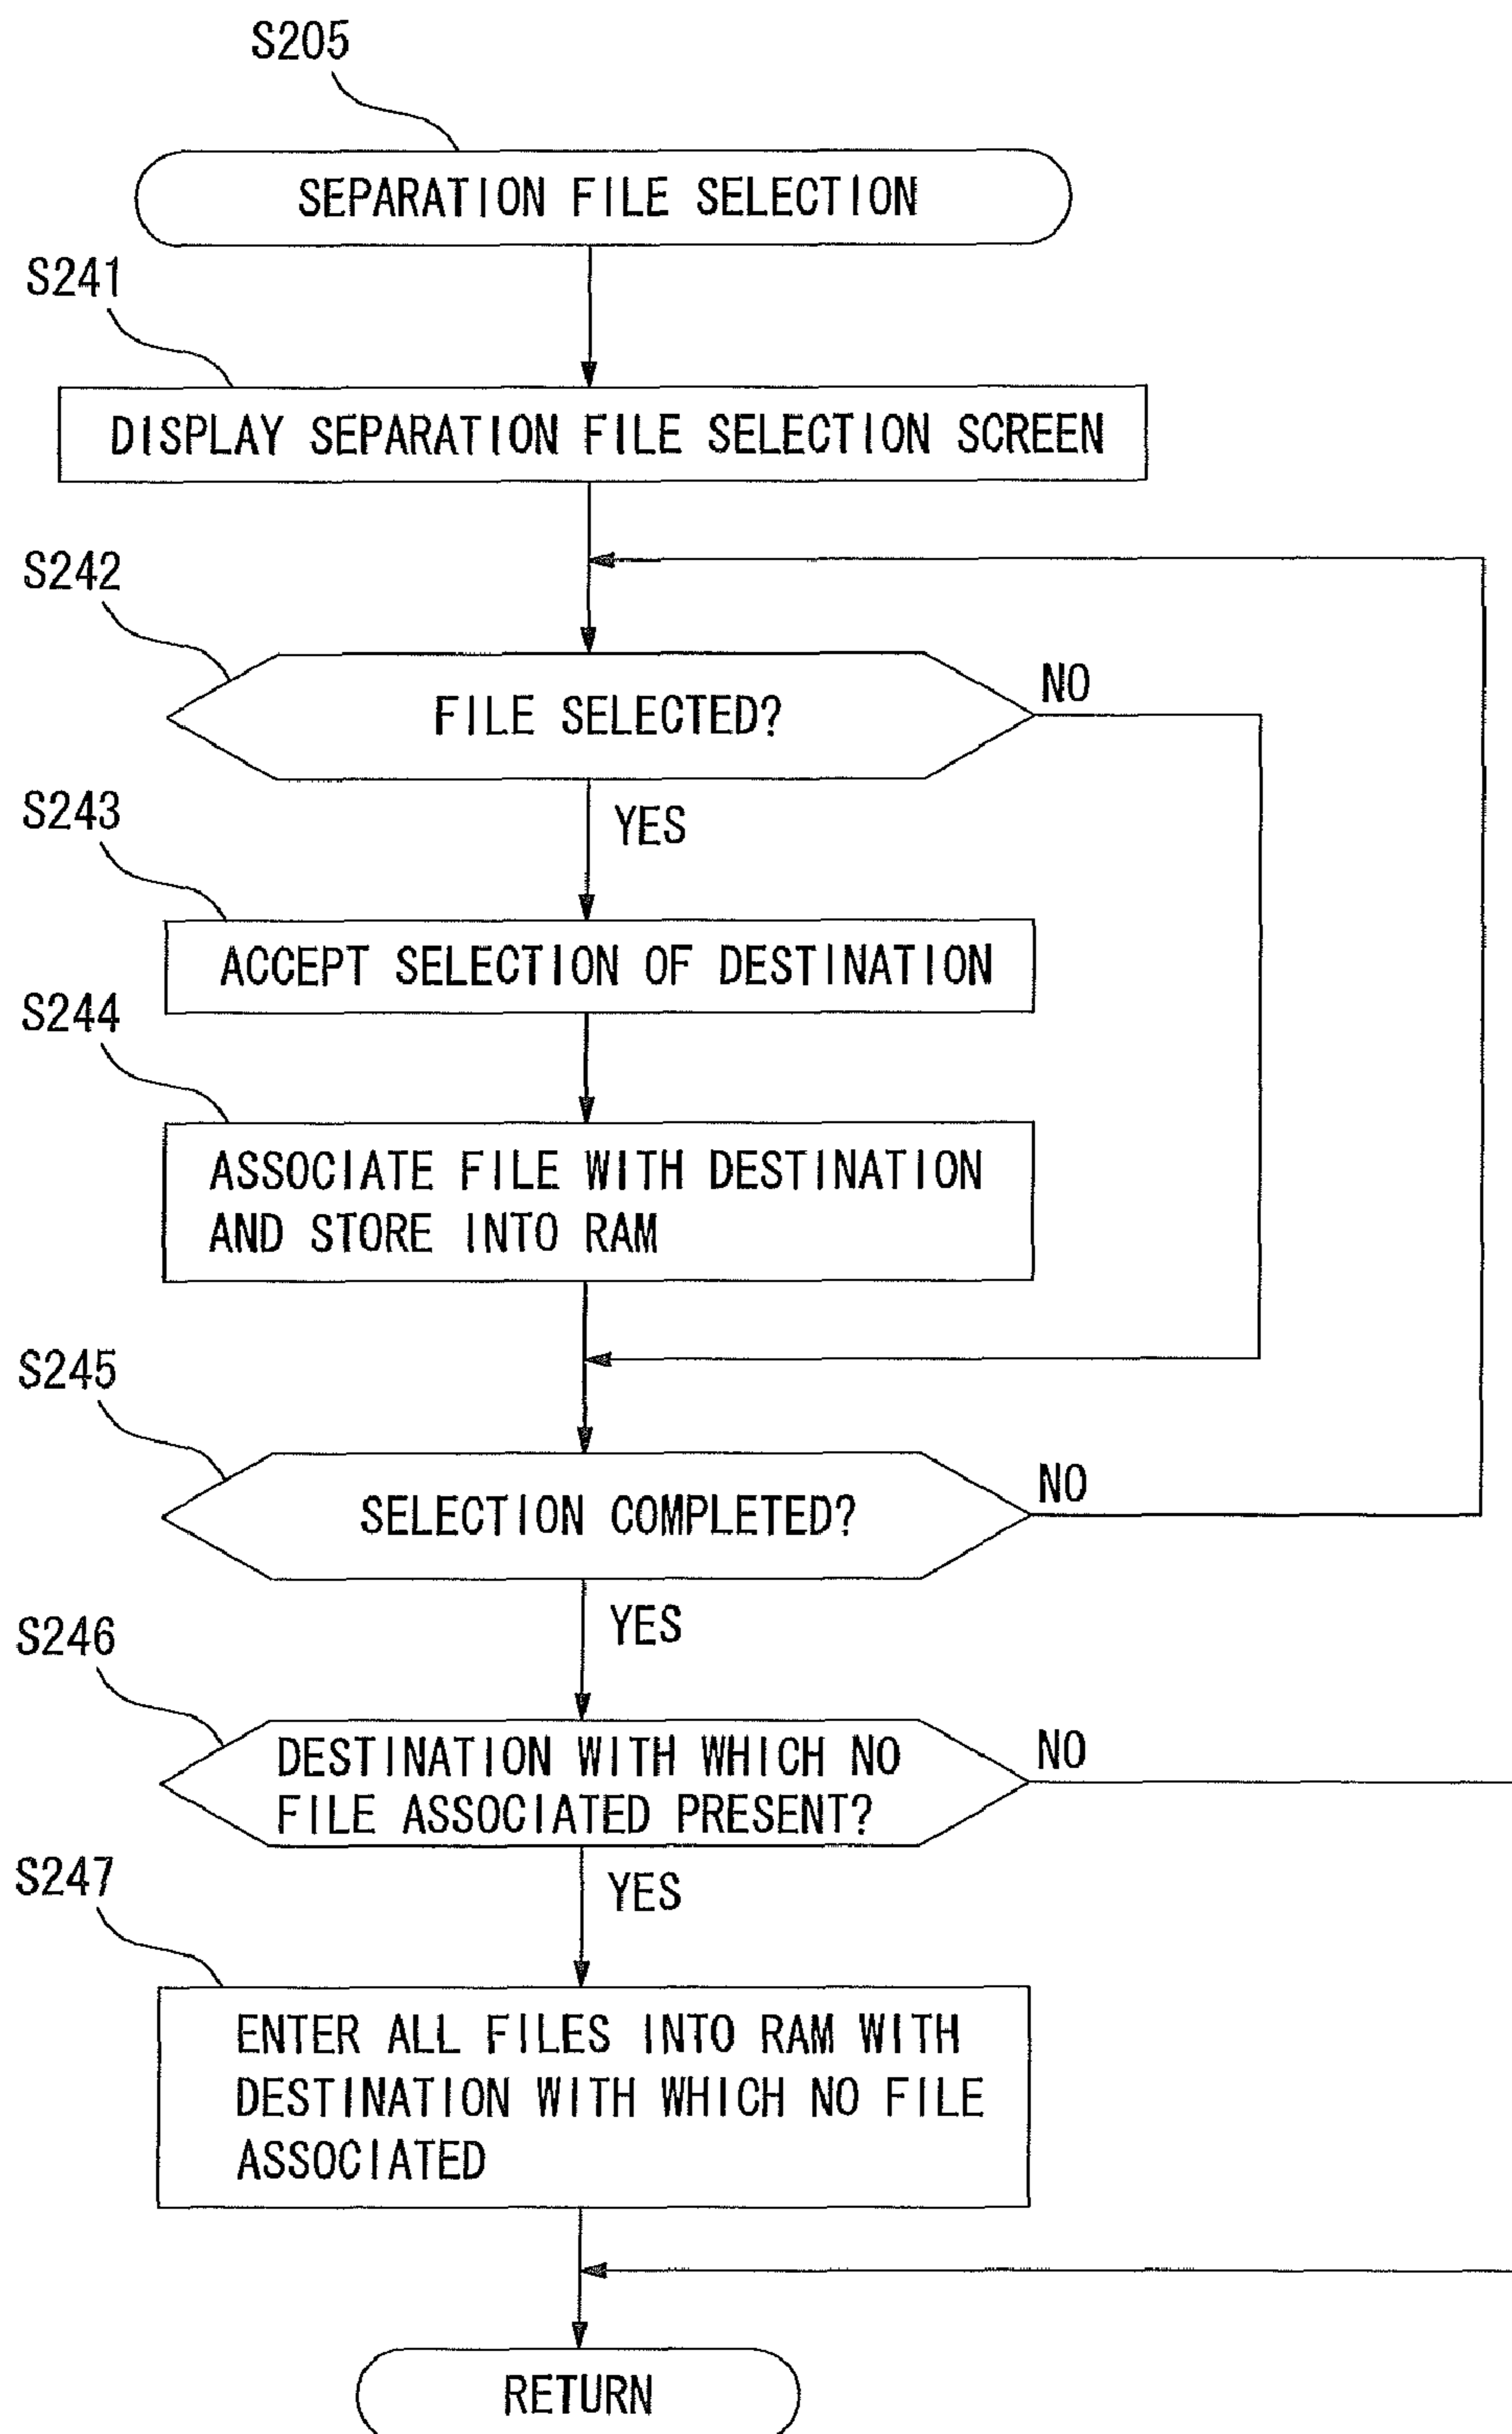 S205
SEPARATION FILE SELECTION
S241
DISPLAY SEPARATION FILE SELECTION SCREEN
S242
FILE SELECTED?
NO
YES
S243
ACCEPT SELECTION OF DESTINATION
S244
ASSOCIATE FILE WITH DESTINATION
AND STORE INTO RAM
S245
SELECTION COMPLETED?
NO
YES
S246
DESTINATION WITH WHICH NO
FILE ASSOCIATED PRESENT?
NO
YES
S247
ENTER ALL FILES INTO RAM WITH
DESTINATION WITH WHICH NO FILE
ASSOCIATED
RETURN